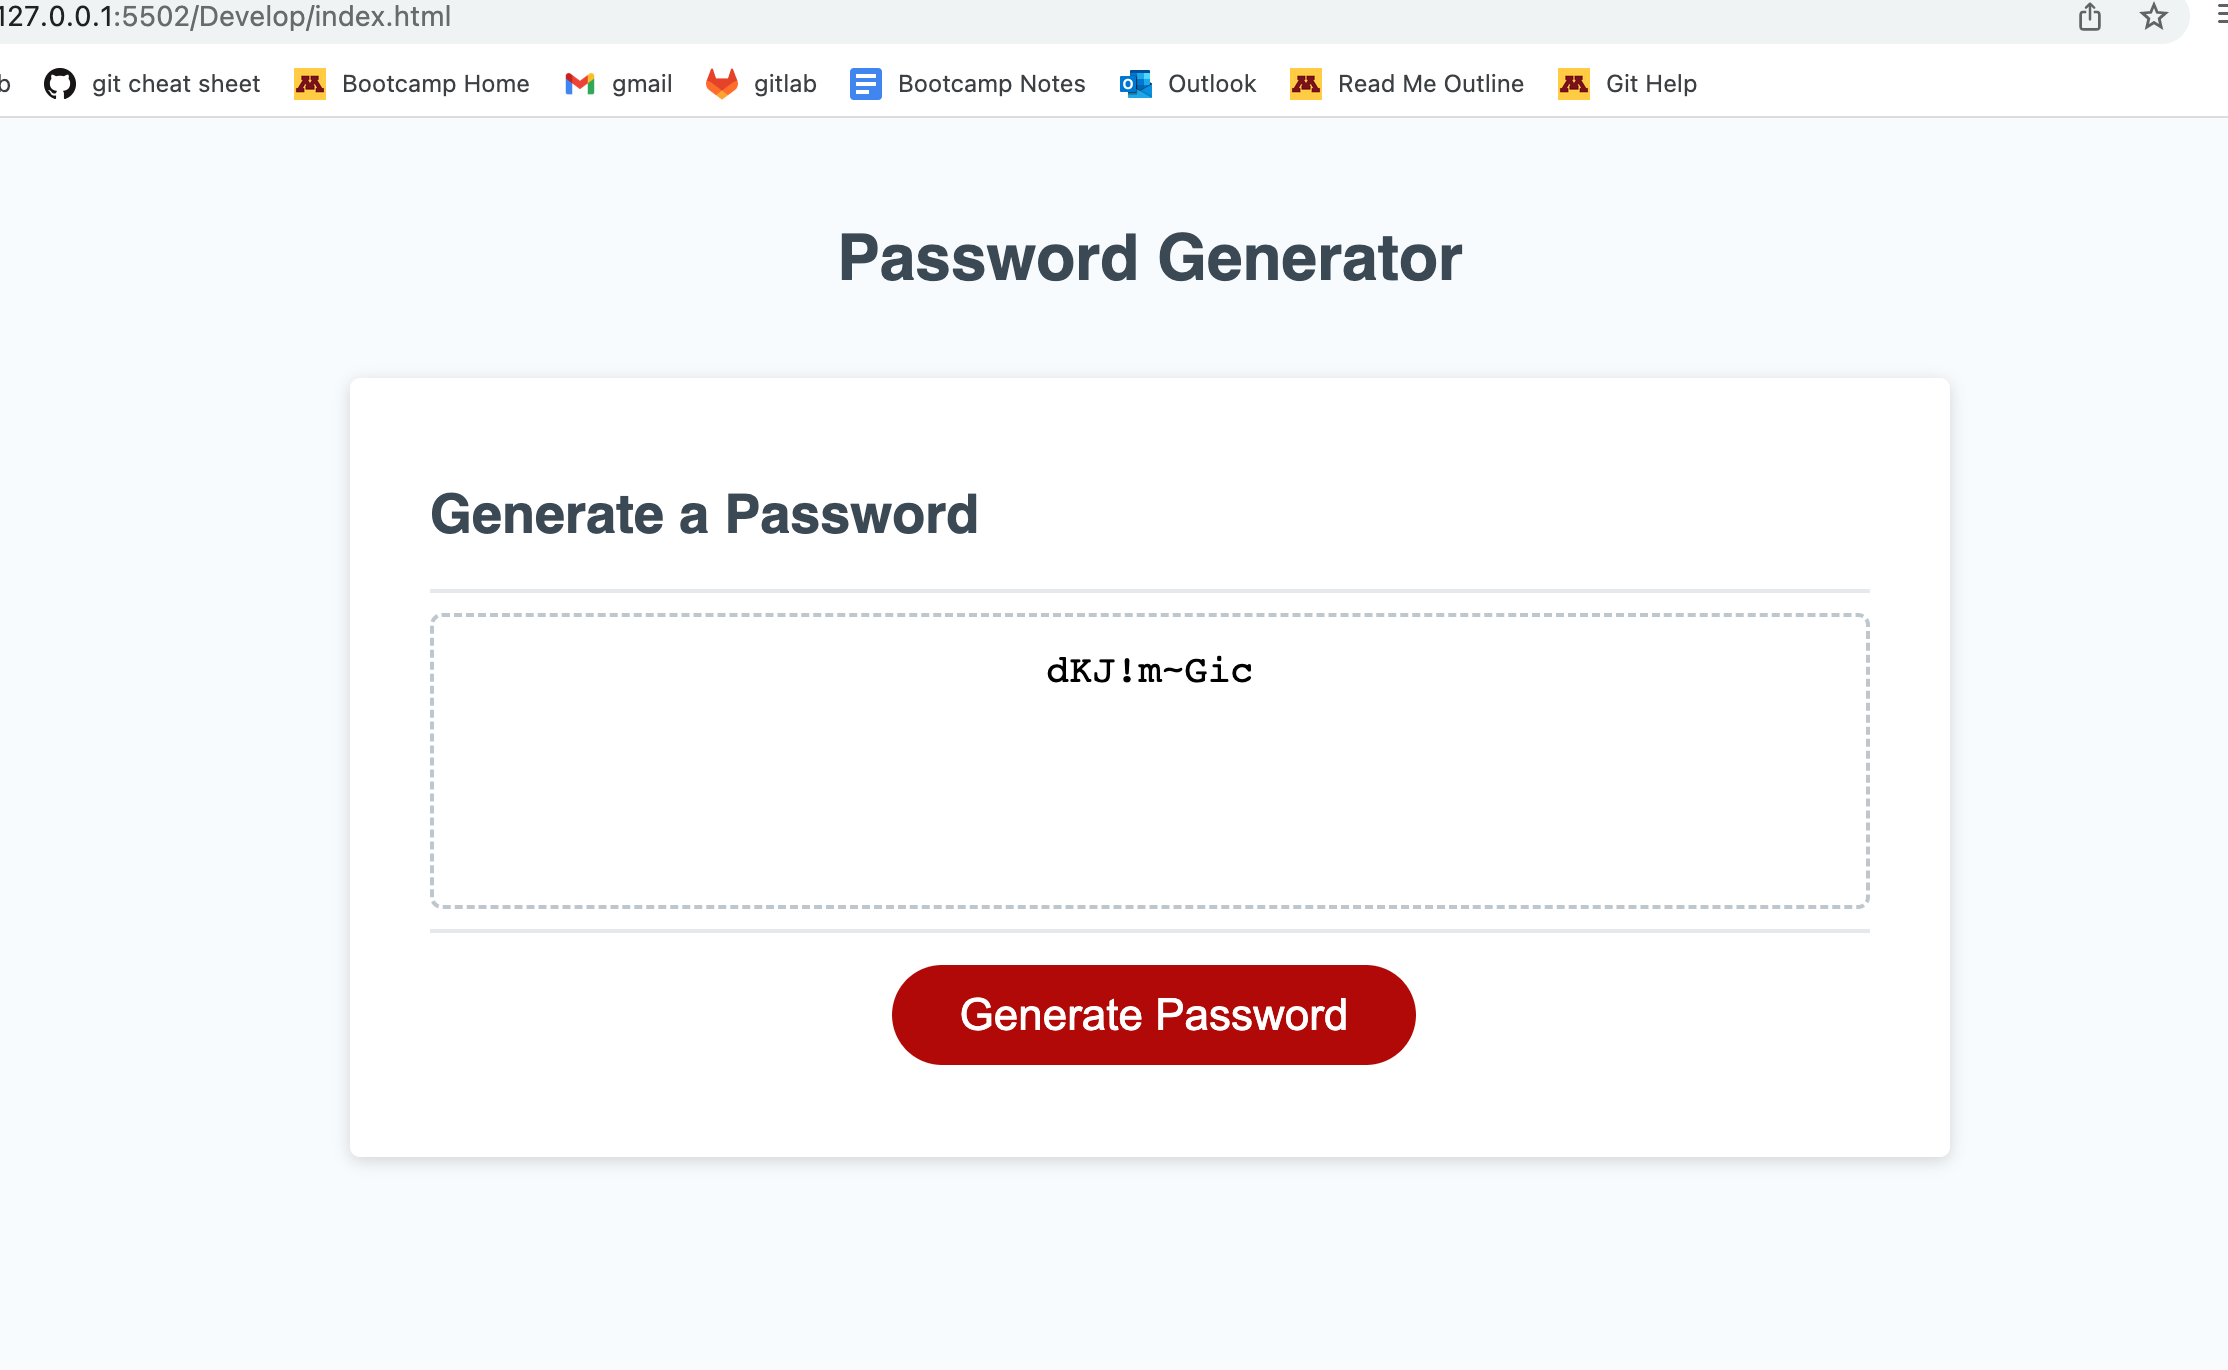 127.0.0.1:5502/Develop/index.html
b git cheat sheet Bootcamp Home gmail gitlab Bootcamp Notes Outlook Read Me Outline Git Help
Password Generator
Generate a Password
dKJ!m~Gic
Generate Password